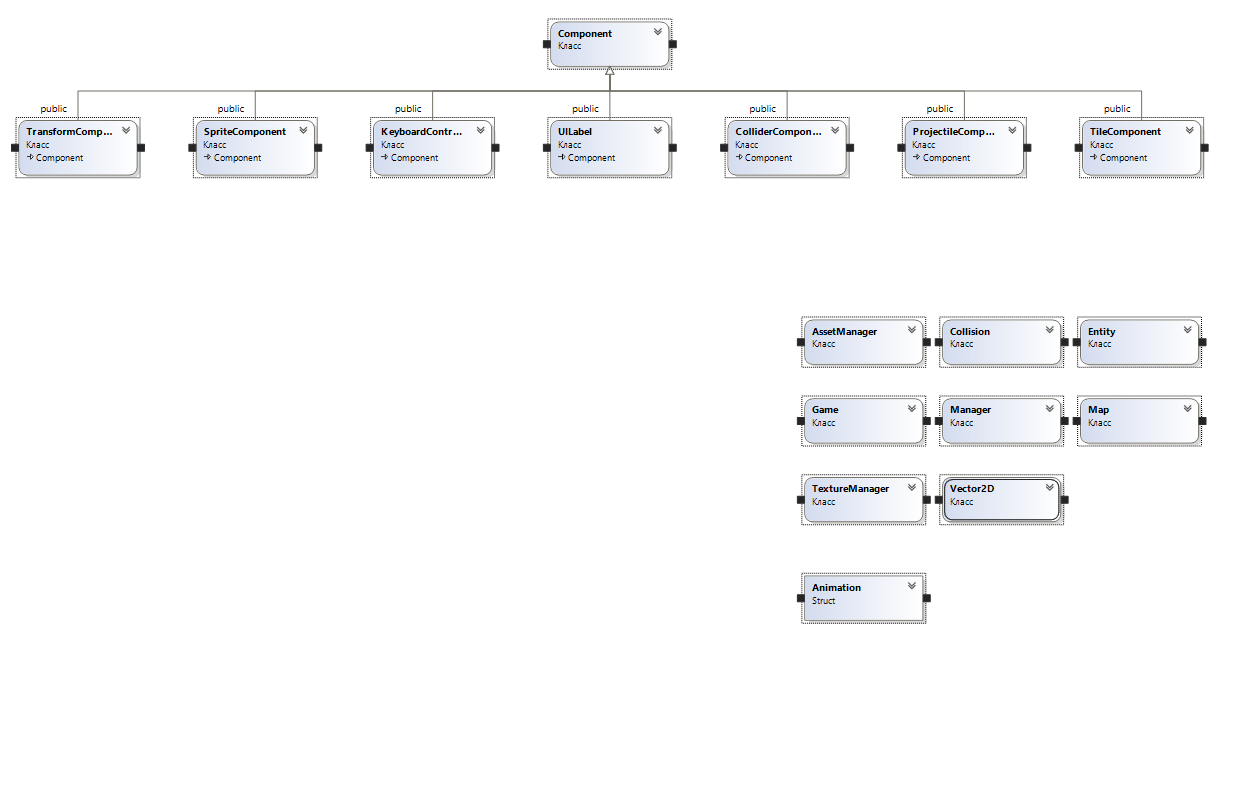 Component
Класс
public
public
public
public
public
public
public
TransformComp...
Класс
Component
SpriteComponent
Класс
Component
KeyboardContr...
Класс
Component
UILabel
Класс
Component
ColliderCompon...
Класс
Component
ProjectileComp...
Класс
Component
TileComponent
Класс
Component
AssetManager
Класс
Collision
Класс
Entity
Класс
Game
Класс
Manager
Класс
Map
Класс
TextureManager
Класс
Vector2D
Класс
Animation
Struct